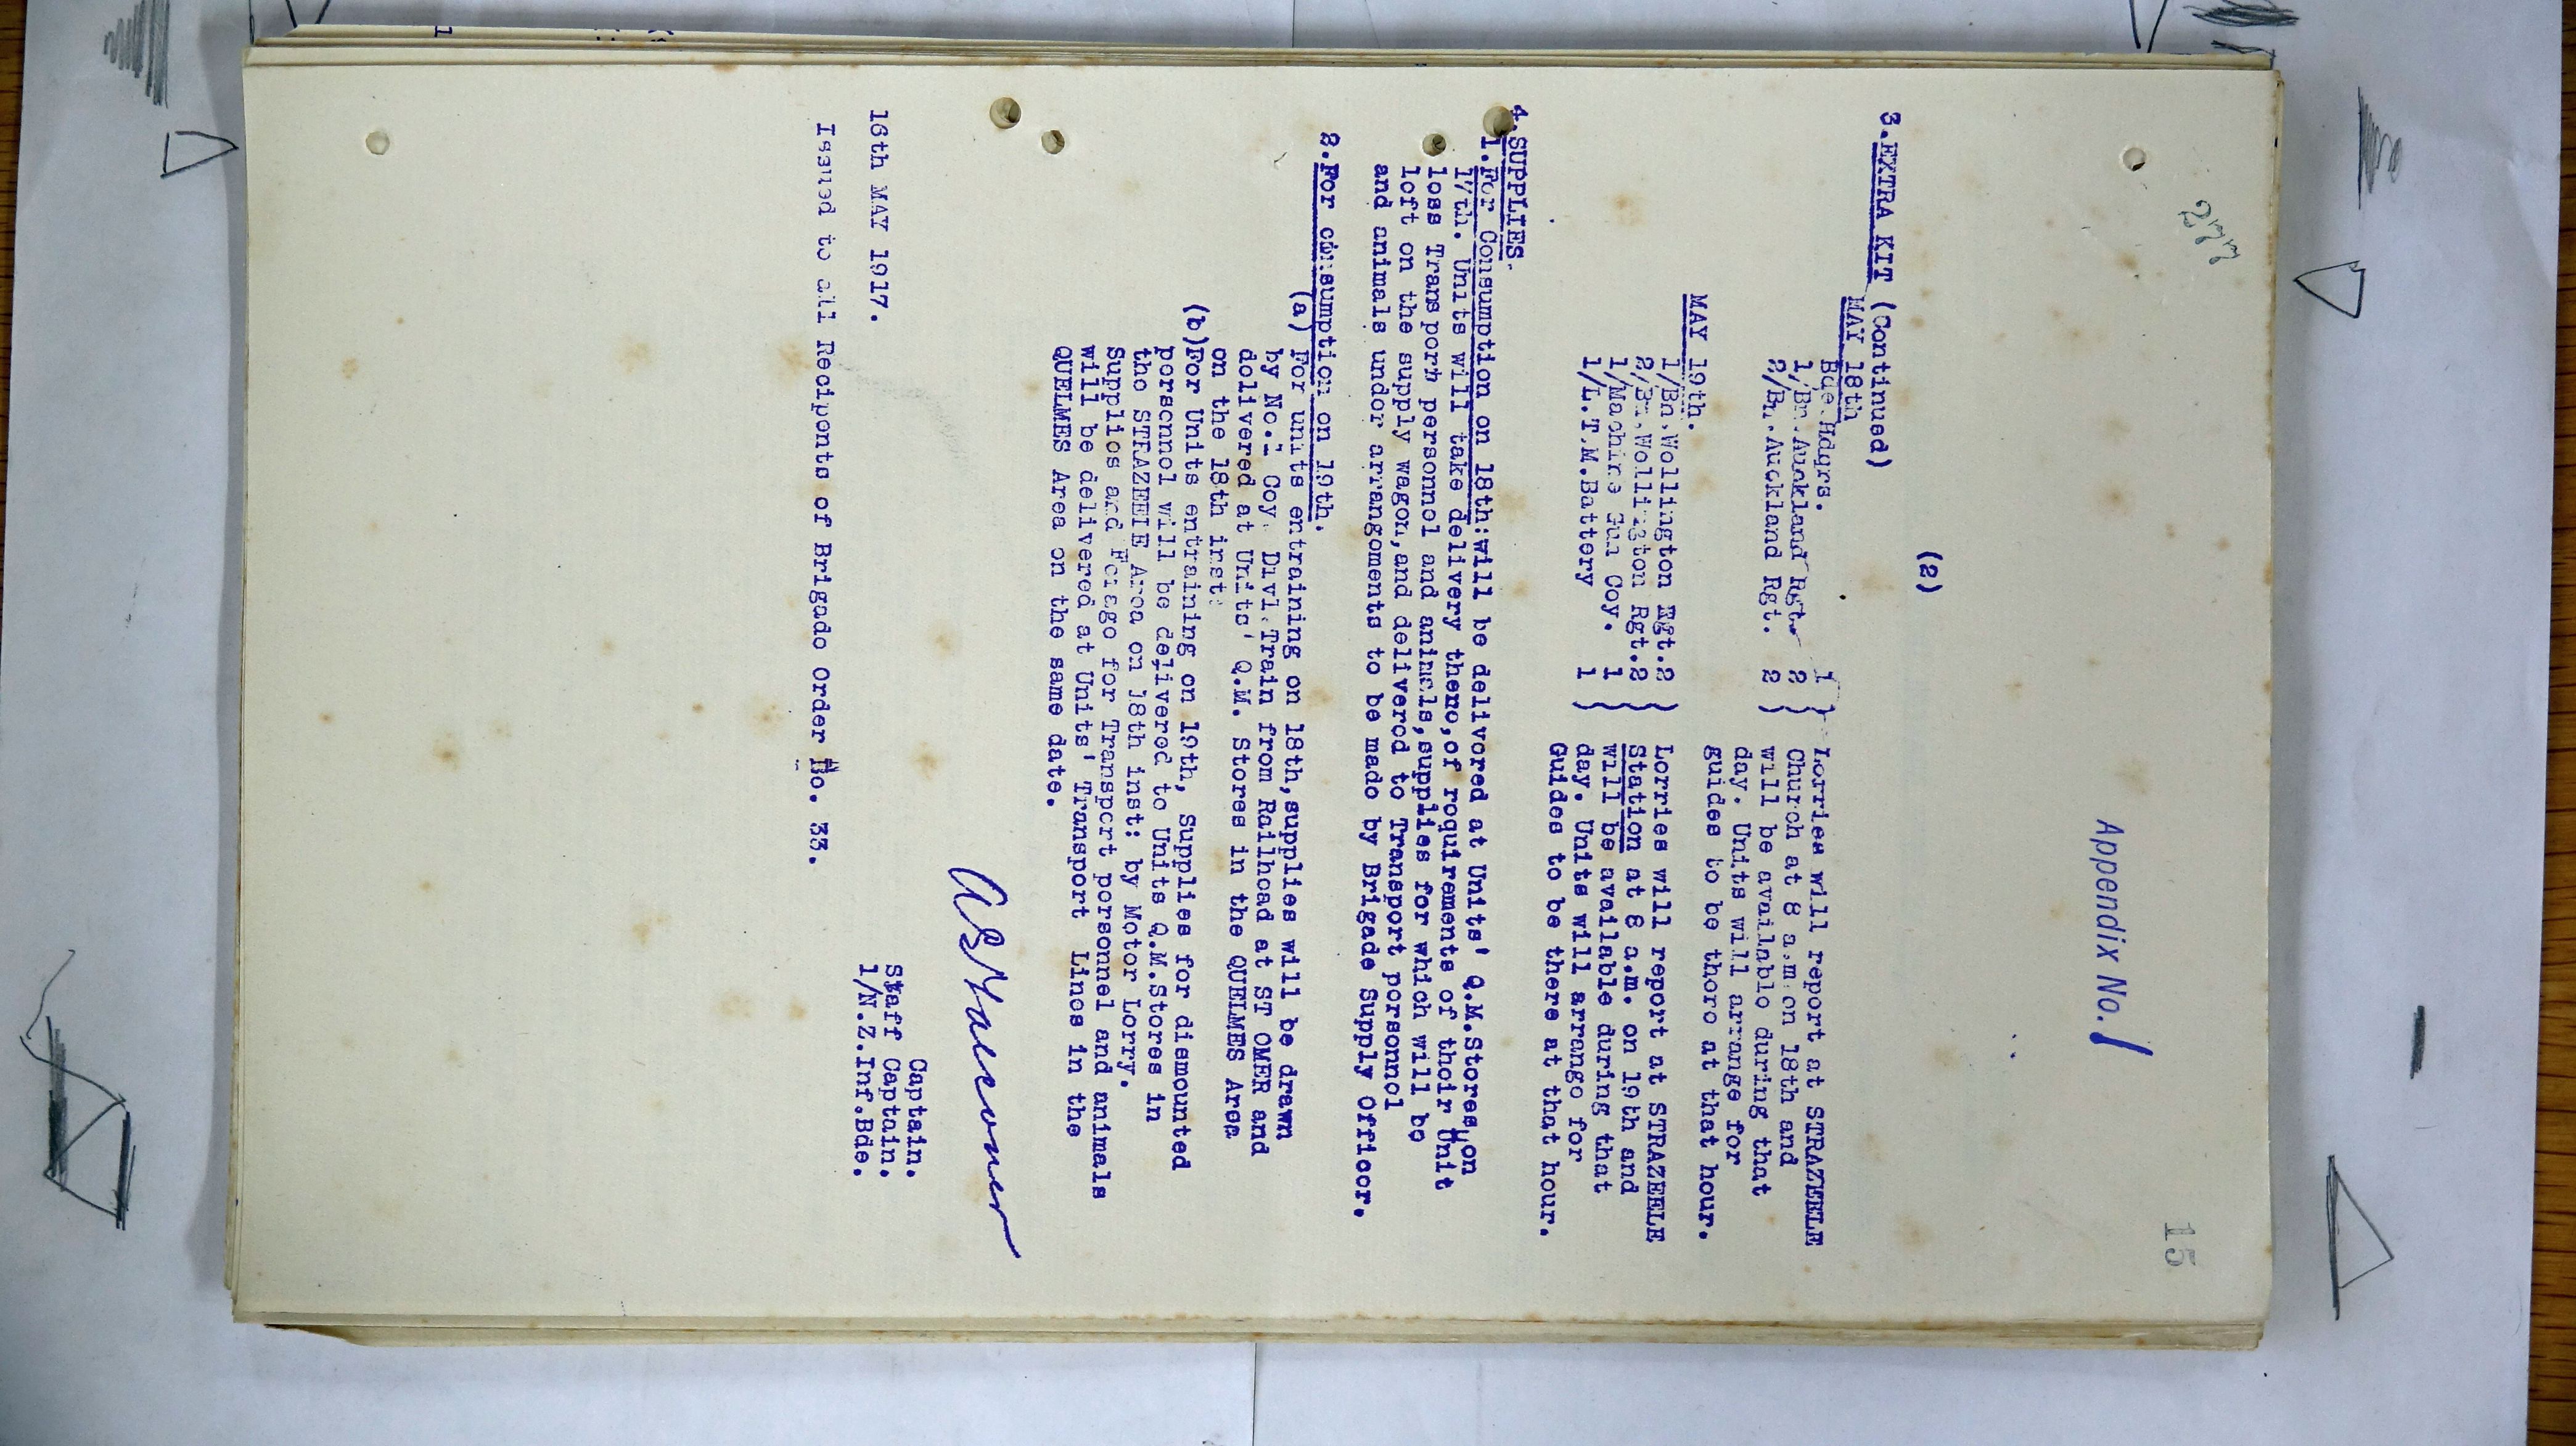 277
15
Appendix No. 1
(2)
3.EXTRA KIT (Continued)
MAY 18th
Bde.Hdqrs. 1 } Lorries will report at STRAZEELE
1/Bn.Auckland Rgt. 2 } Church at 8 a.m.on 18th and
2/Bn.Auckland Rgt. 2 ) will be available during that
day. Units will arrange for
guides to be there at that hour.
MAY 19th.
1/Bn.Wellington Rgt.2 ) Lorries will report at STRAZEELE
2/Bn.Wellington Rgt.2 } Station at 8 a.m. on 19th and
1/Machine Gun Coy. 1 } will be available during that
1/L.T.M.Battery 1 ) day. Units will arrange for
Guides to be there at that hour.
4.SUPPLIES.
1.For Consumption on 18th:will be delivered at Units' Q.M.Stores,on
17th. Units will take delivery there,of requirements of their Unit
less Transport personnel and animals,supplies for which will be
left on the supply wagon,and delivered to Transport personnel
and animals under arrangements to be made by Brigade Supply Officer.
2.For consumption on 19th.
(a) For units entraining on 18th,supplies will be drawn
by No. Coy. Divl.Train from Railhead at ST OMER and
delivered at Units' Q.M. Stores in the QUELMES Area
on the 18th inst:
(b)For Units entraining on 19th, Supplies for dismounted
personnel will be delivered to Units Q.M.Stores in
the STRAZEELE Area on 18th inst: by Motor Lorry.
Supplies and Forage for Transport personnel and animals
will be delivered at Units' Transport Lines in the
QUELMES Area on the same date.
Captain.
Staff Captain.
1/N.Z.Inf.Bde.
16th MAY 1917.
Issued to all Recipients of Brigade Order No. 33.